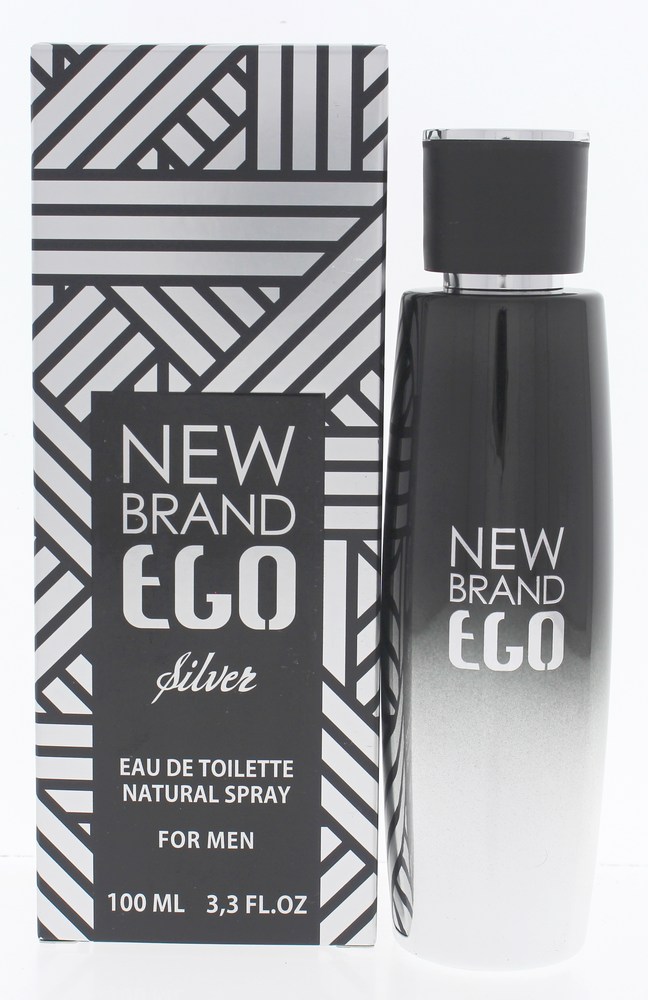 NEW
BRAND
EGO
Silver
EAU DE TOILETTE
NATURAL SPRAY
FOR MEN
100 ML 3,3 FL.OZ
NEW
BRAND
EGO